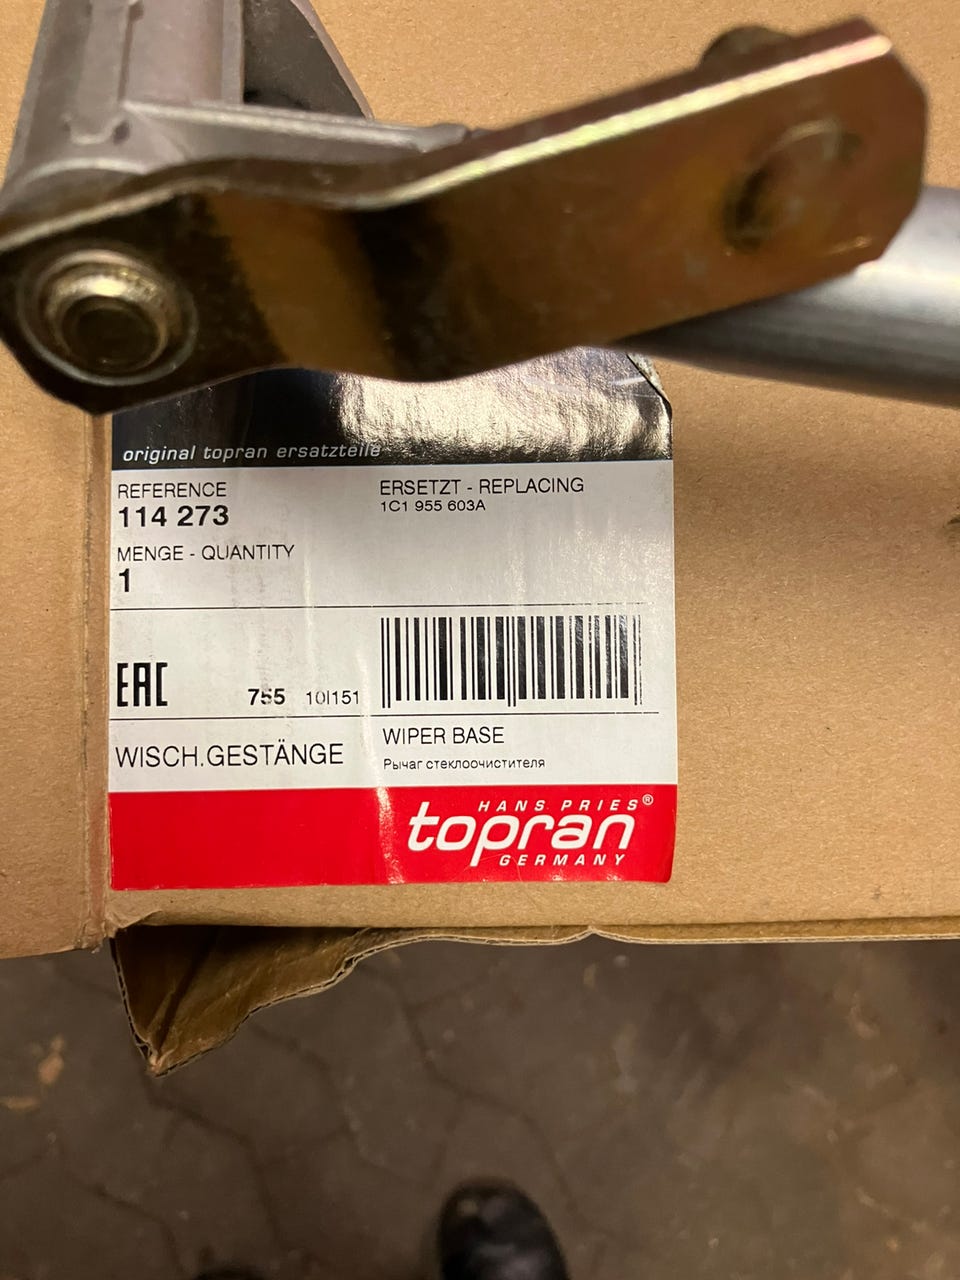 original topran ersatzteile
REFERENCE
114 273
ERSETZT - REPLACING
1C1 955 603A
MENGE - QUANTITY
1
EAC
755 10I151
WISCH.GESTÄNGE
WIPER BASE
Рычаг стеклоочистителя
HANS PRIES®
topran
GERMANY